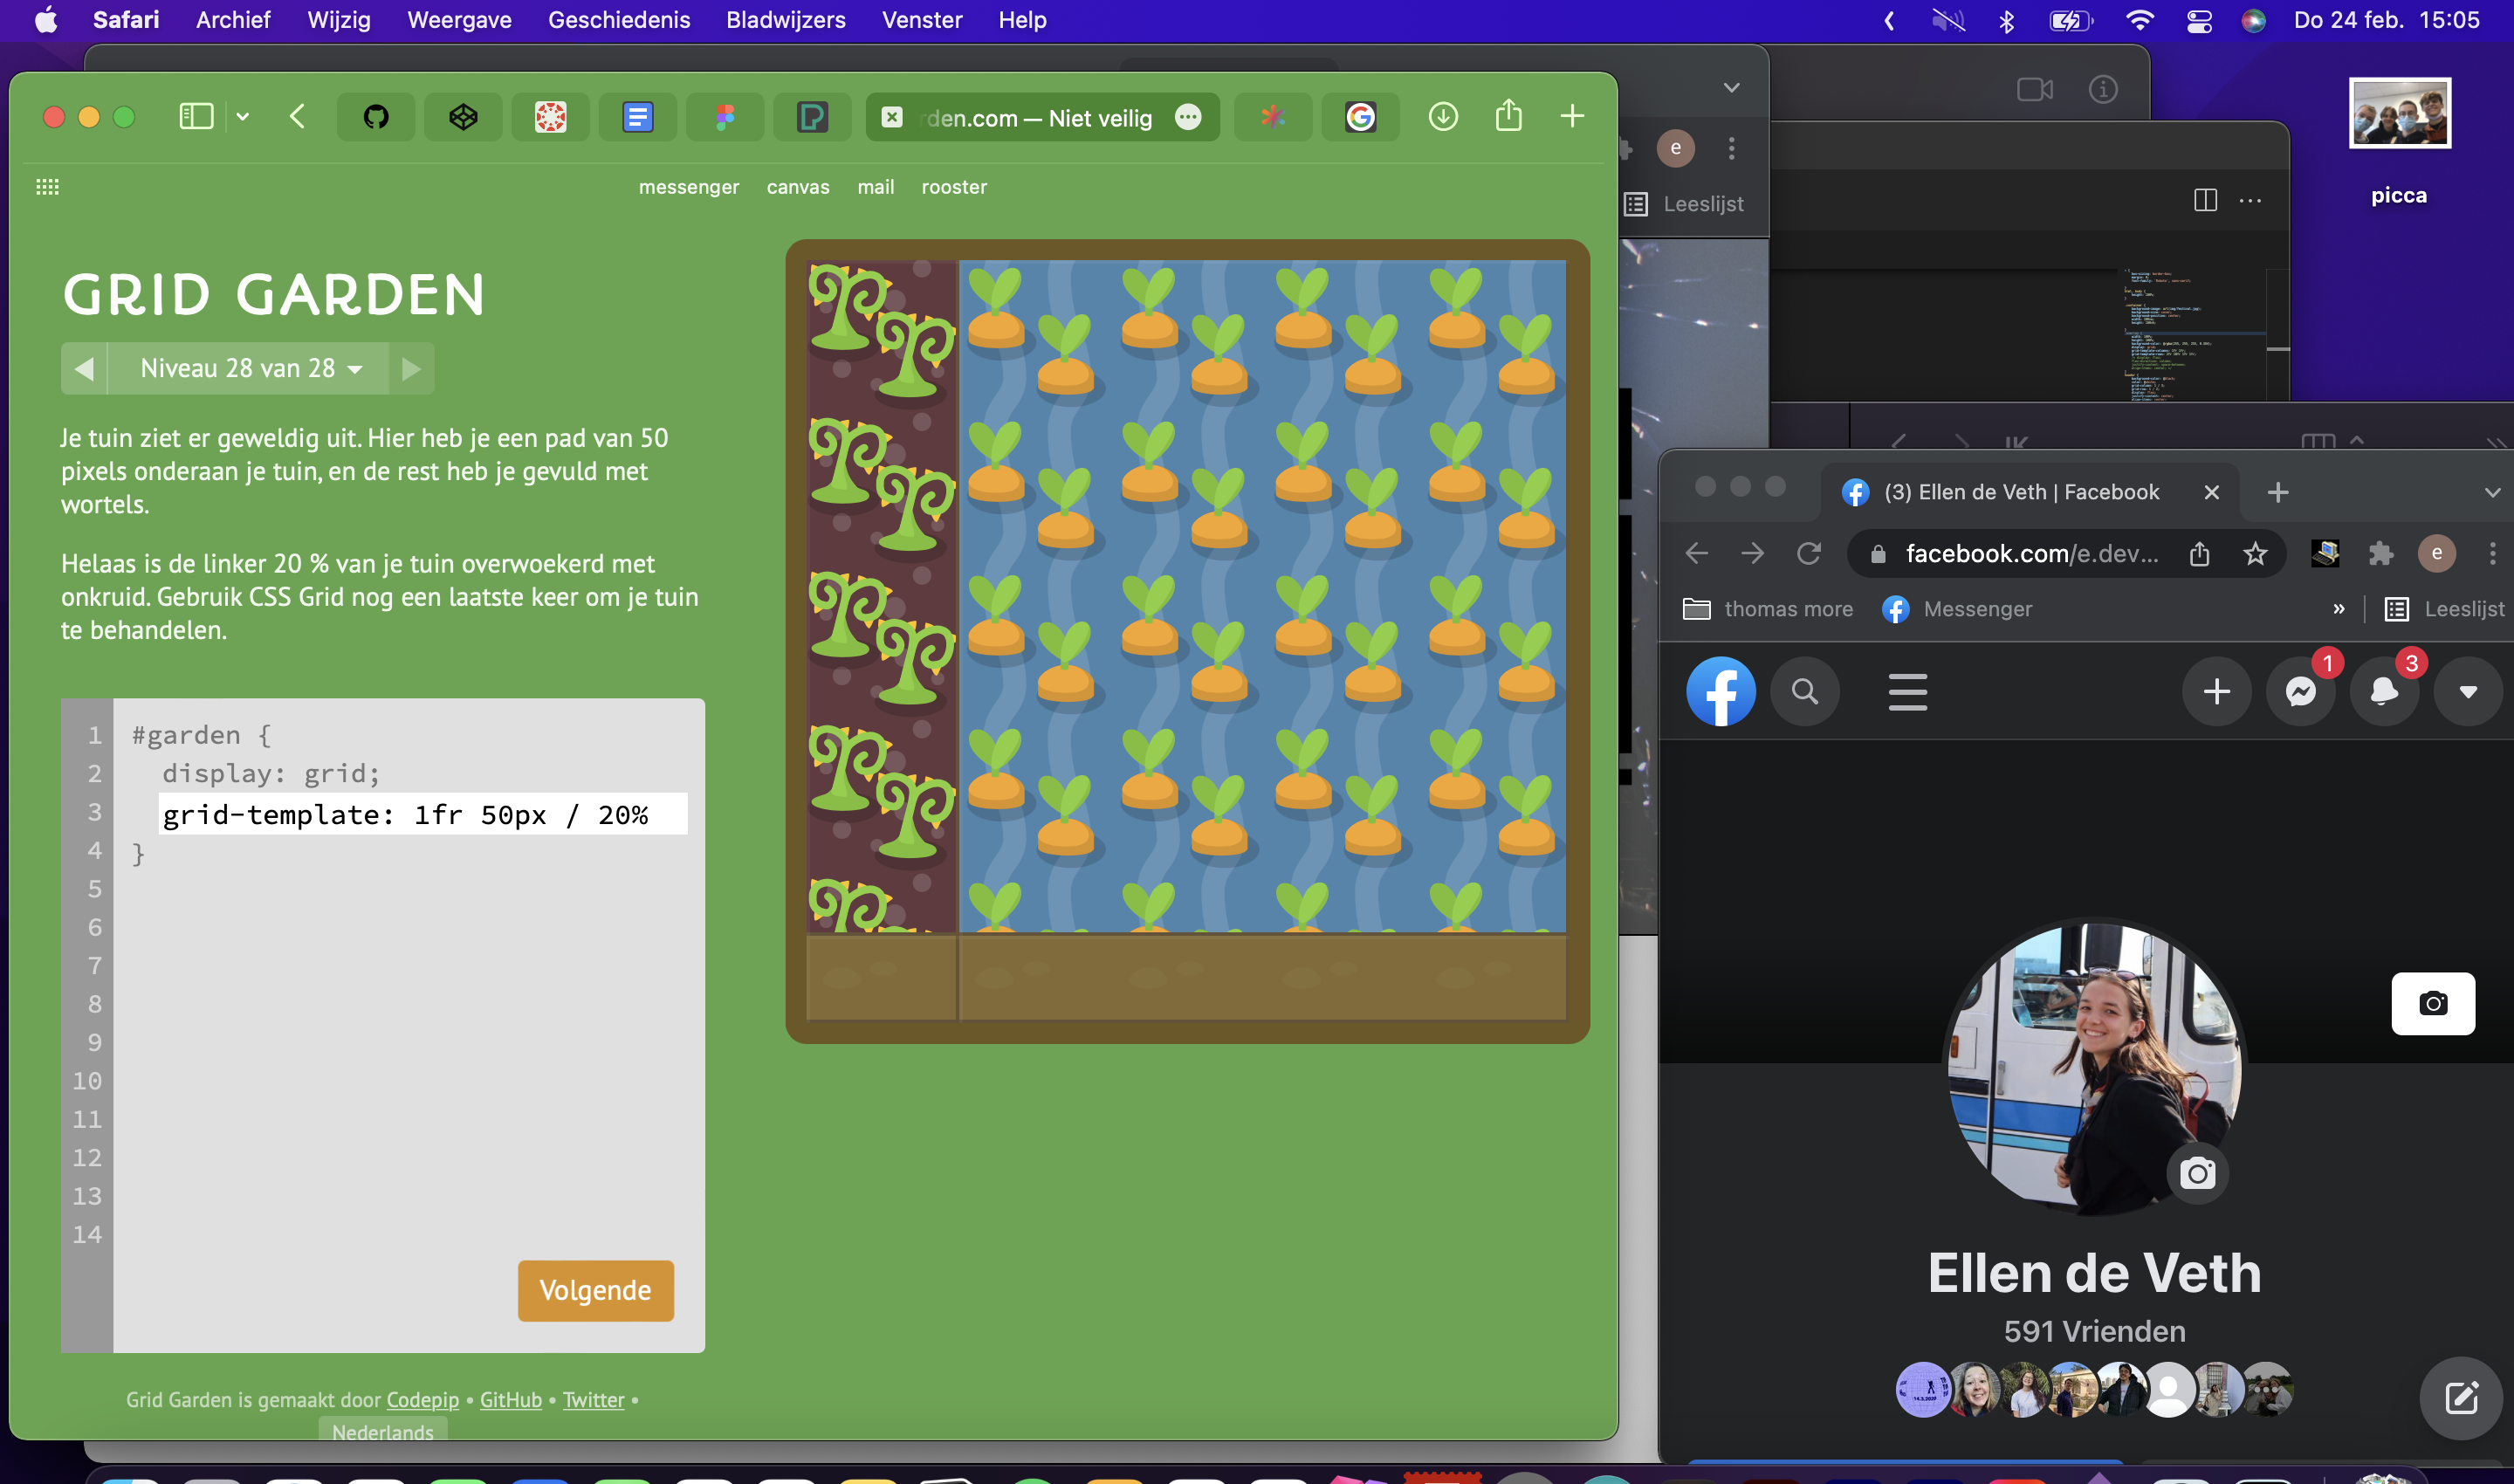 Safari Archief Wijzig Weergave Geschiedenis Bladwijzers Venster Help Do 24 feb. 15:05
den.com — Niet veilig
messenger canvas mail rooster
GRID GARDEN
Niveau 28 van 28
Je tuin ziet er geweldig uit. Hier heb je een pad van 50
pixels onderaan je tuin, en de rest heb je gevuld met
wortels.
Helaas is de linker 20 % van je tuin overwoekerd met
onkruid. Gebruik CSS Grid nog een laatste keer om je tuin
te behandelen.
1 #garden {
2 display: grid;
3 grid-template: 1fr 50px / 20%
4 }
5
6
7
8
9
10
11
12
13
14
Volgende
Grid Garden is gemaakt door Codepip • GitHub • Twitter •
Nederlands
e
Leeslijst
picca
(3) Ellen de Veth | Facebook
facebook.com/e.dev...
e
thomas more Messenger » Leeslijst
1
3
Ellen de Veth
591 Vrienden